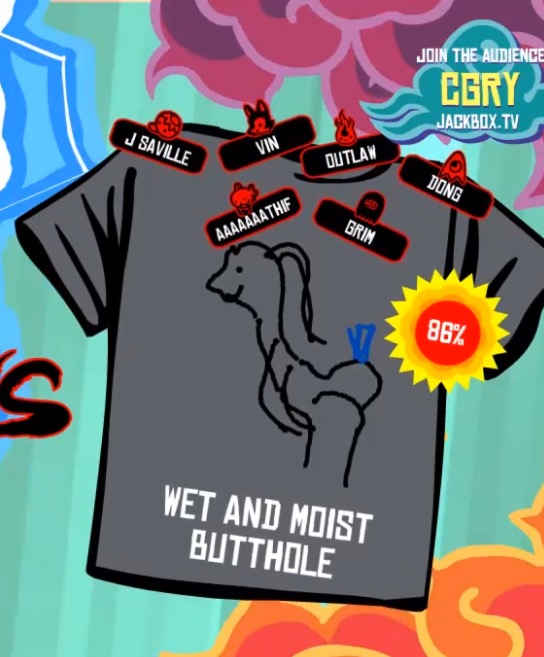 JOIN THE AUDIENCE
CGRY
JACKBOX.TV
J SAVILLE
VIN
OUTLAW
DONG
AAAAAAATHIF
GRIM
86%
S
WET AND MOIST
BUTTHOLE